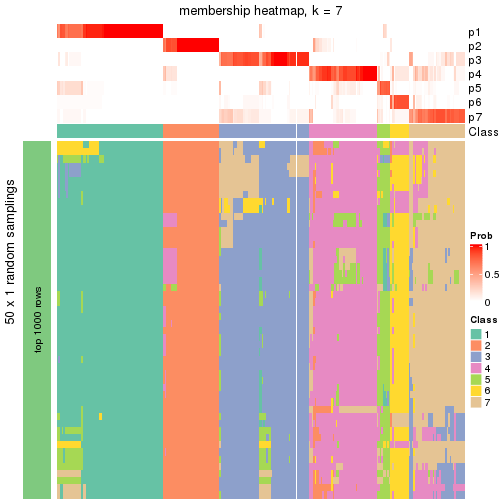 membership heatmap, k = 7
p1
p2
p3
p4
p5
p6
p7
Class
50 x 1 random samplings
top 1000 rows
Prob
1
0.5
0
Class
1
2
3
4
5
6
7